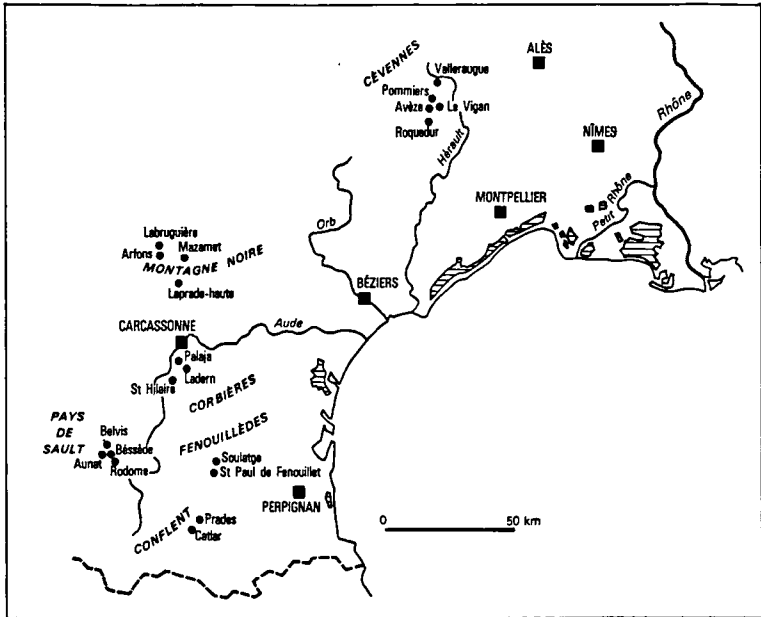 CÉVENNES
ALÈS
Valleraugue
Pommiers
Avèze
Le Vigan
Roquedur
Hérault
Rhône
NÎMES
Petit Rhône
MONTPELLIER
Orb
Labruguière
Arfons
Mazamet
MONTAGNE NOIRE
Laprade-haute
BÉZIERS
CARCASSONNE
Aude
Palaja
Ladern
St Hilaire
CORBIÈRES
PAYS
DE
SAULT
Belvis
Béssède
Aunat
Rodome
FENOUILLÈDES
Soulatge
St Paul de Fenouillet
PERPIGNAN
0 50 km
CONFLENT
Prades
Catlar